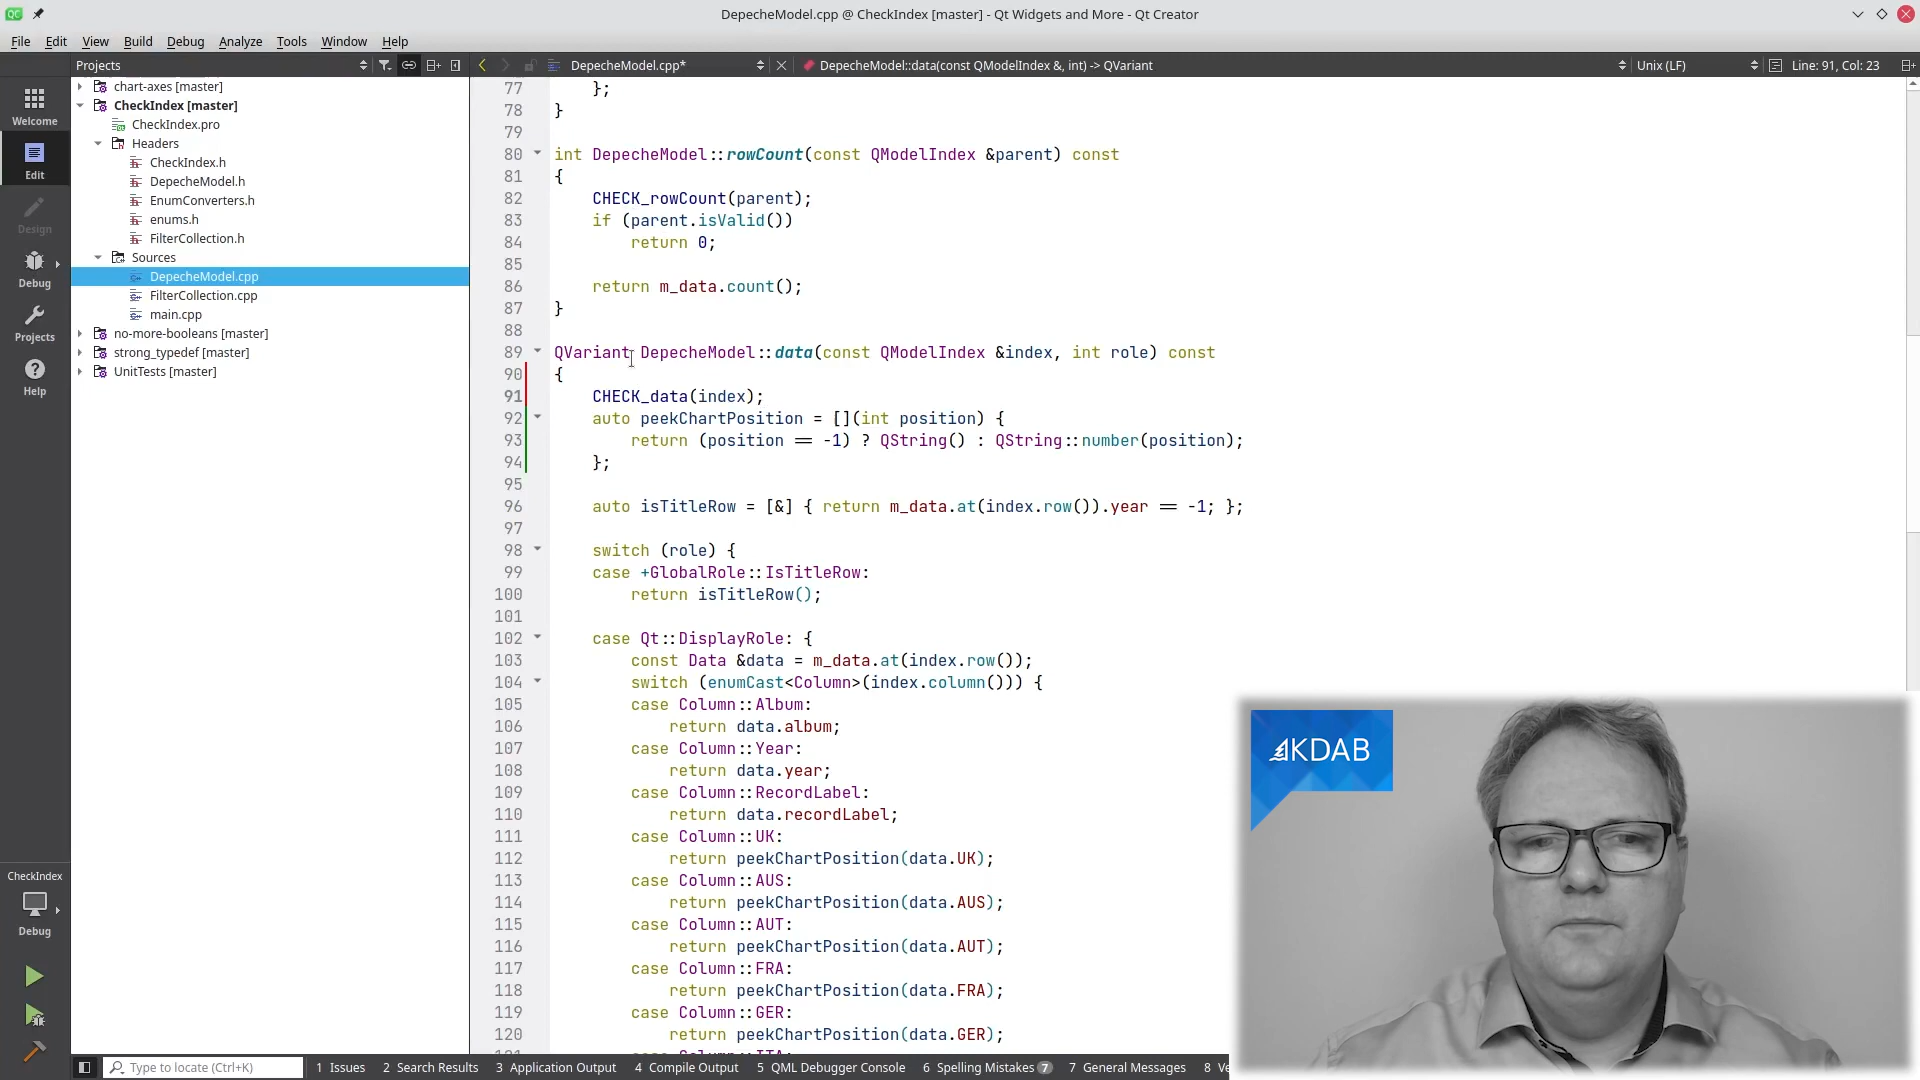 DepecheModel.cpp @ CheckIndex [master] - Qt Widgets and More - Qt Creator
File Edit View Build Debug Analyze Tools Window Help
Projects
DepecheModel.cpp*
DepecheModel::data(const QModelIndex &, int) -> QVariant
Unix (LF)
Line: 91, Col: 23
Welcome
Edit
Design
Debug
Projects
Help
CheckIndex
Debug
chart-axes [master]
CheckIndex [master]
CheckIndex.pro
Headers
CheckIndex.h
DepecheModel.h
EnumConverters.h
enums.h
FilterCollection.h
Sources
DepecheModel.cpp
FilterCollection.cpp
main.cpp
no-more-booleans [master]
strong_typedef [master]
UnitTests [master]
77 };
78 }
79
80 int DepecheModel::rowCount(const QModelIndex &parent) const
81 {
82 CHECK_rowCount(parent);
83 if (parent.isValid())
84 return 0;
85
86 return m_data.count();
87 }
88
89 QVariant DepecheModel::data(const QModelIndex &index, int role) const
90 {
91 CHECK_data(index);
92 auto peekChartPosition = [](int position) {
93 return (position == -1) ? QString() : QString::number(position);
94 };
95
96 auto isTitleRow = [&] { return m_data.at(index.row()).year == -1; };
97
98 switch (role) {
99 case +GlobalRole::IsTitleRow:
100 return isTitleRow();
101
102 case Qt::DisplayRole: {
103 const Data &data = m_data.at(index.row());
104 switch (enumCast<Column>(index.column())) {
105 case Column::Album:
106 return data.album;
107 case Column::Year:
108 return data.year;
109 case Column::RecordLabel:
110 return data.recordLabel;
111 case Column::UK:
112 return peekChartPosition(data.UK);
113 case Column::AUS:
114 return peekChartPosition(data.AUS);
115 case Column::AUT:
116 return peekChartPosition(data.AUT);
117 case Column::FRA:
118 return peekChartPosition(data.FRA);
119 case Column::GER:
120 return peekChartPosition(data.GER);
KDAB
Type to locate (Ctrl+K)
1 Issues 2 Search Results 3 Application Output 4 Compile Output 5 QML Debugger Console 6 Spelling Mistakes 7 7 General Messages 8